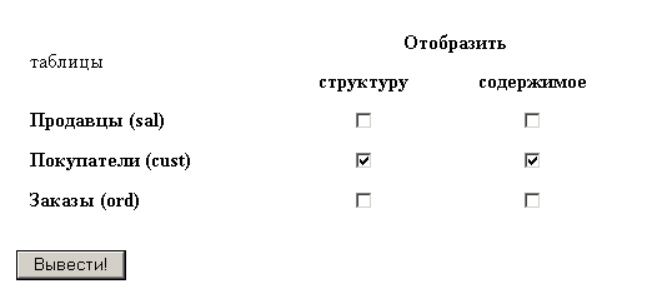 Отобразить
таблицы
структуру содержимое
Продавцы (sal)
Покупатели (cust)
Заказы (ord)
Вывести!